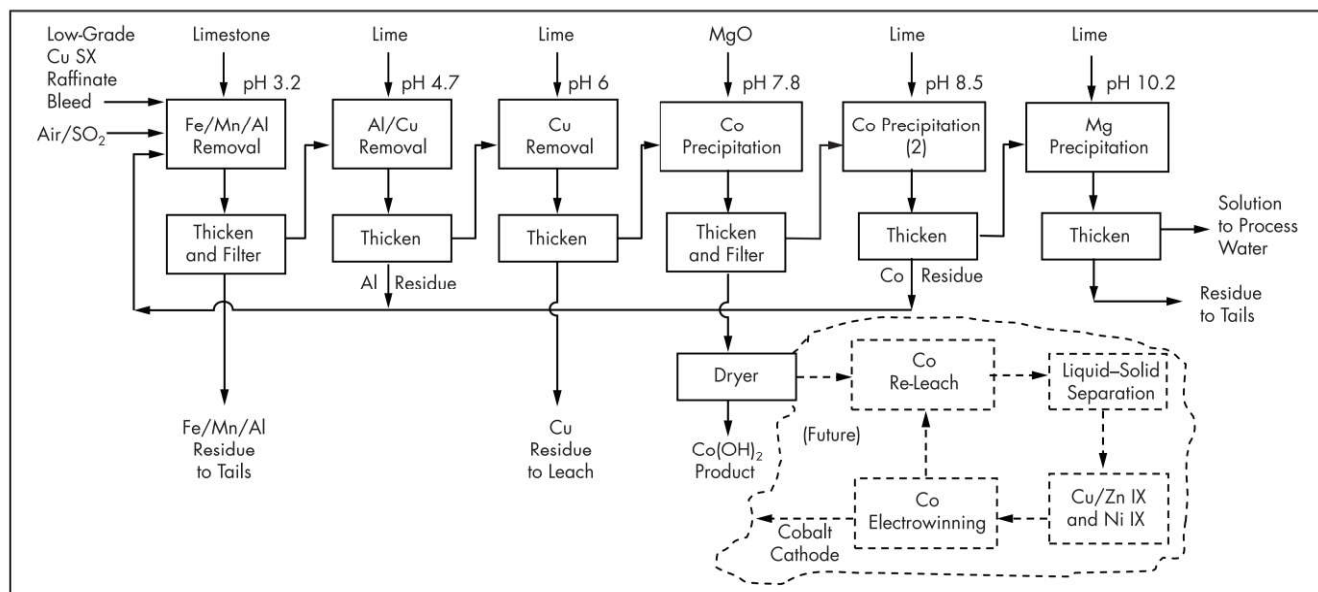 Low-Grade
Cu SX
Raffinate
Bleed
Air/SO₂
Limestone
pH 3.2
Fe/Mn/Al
Removal
Thicken
and Filter
Fe/Mn/Al
Residue
to Tails
Lime
pH 4.7
Al/Cu
Removal
Thicken
Al Residue
Lime
pH 6
Cu
Removal
Thicken
Cu
Residue
to Leach
MgO
pH 7.8
Co
Precipitation
Thicken
and Filter
Dryer
Co(OH)₂
Product
Lime
pH 8.5
Co Precipitation
(2)
Thicken
Co Residue
Lime
pH 10.2
Mg
Precipitation
Thicken
Solution
to Process
Water
Residue
to Tails
(Future)
Co
Re-Leach
Liquid–Solid
Separation
Cu/Zn IX
and Ni IX
Co
Electrowinning
Cobalt
Cathode